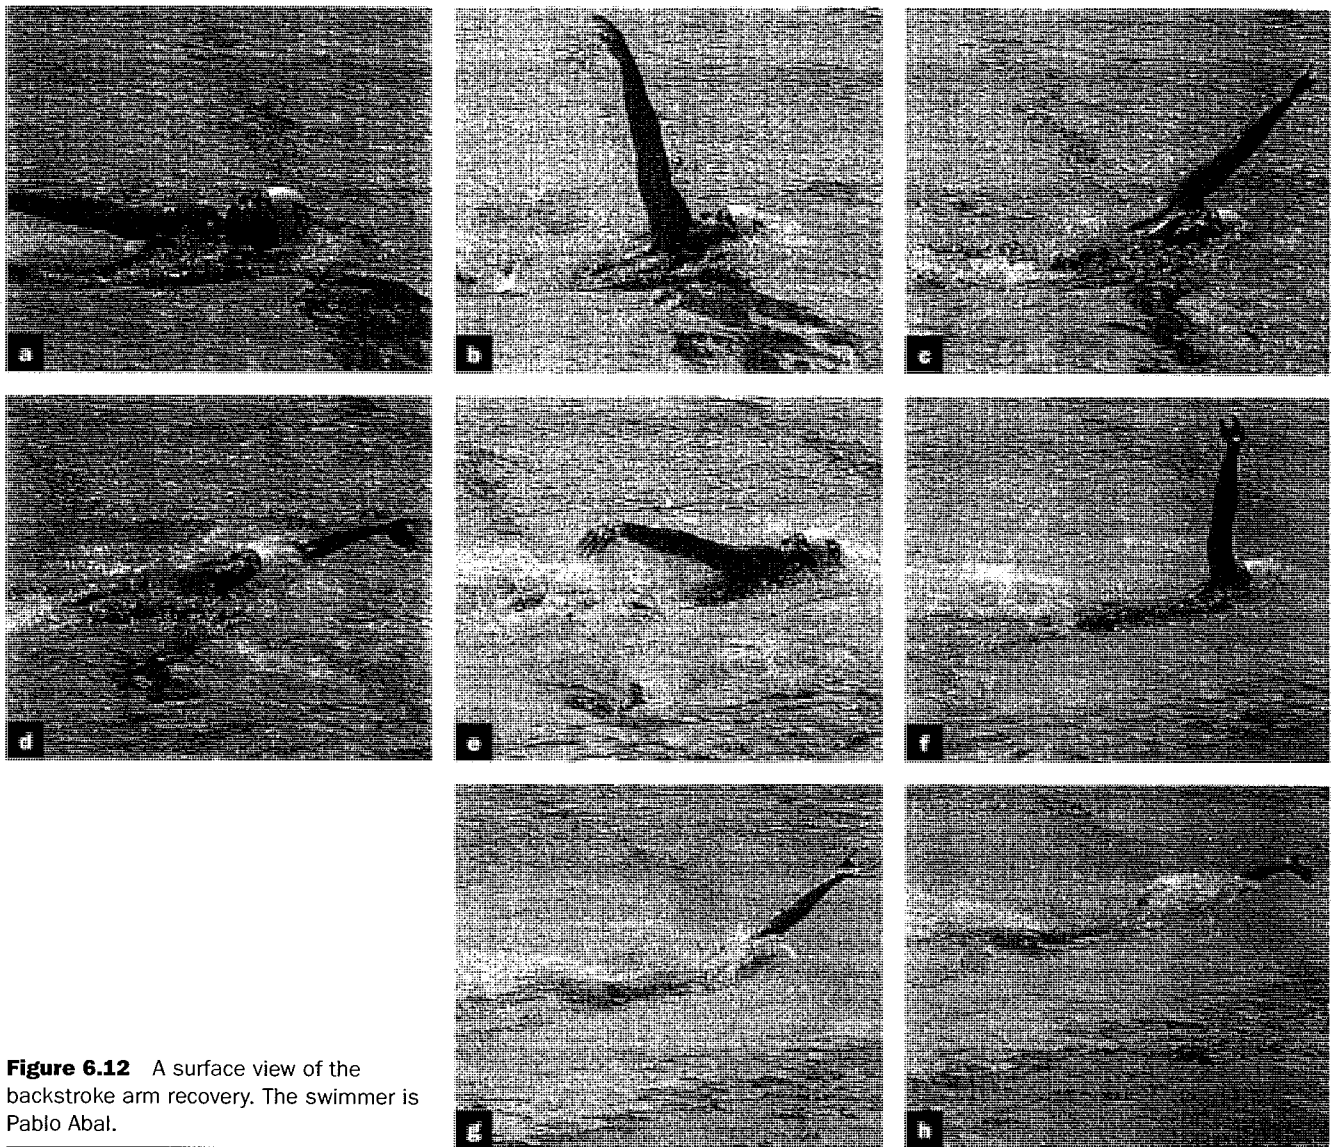 a
b
c
d
e
f
g
h
Figure 6.12 A surface view of the
backstroke arm recovery. The swimmer is
Pablo Abal.